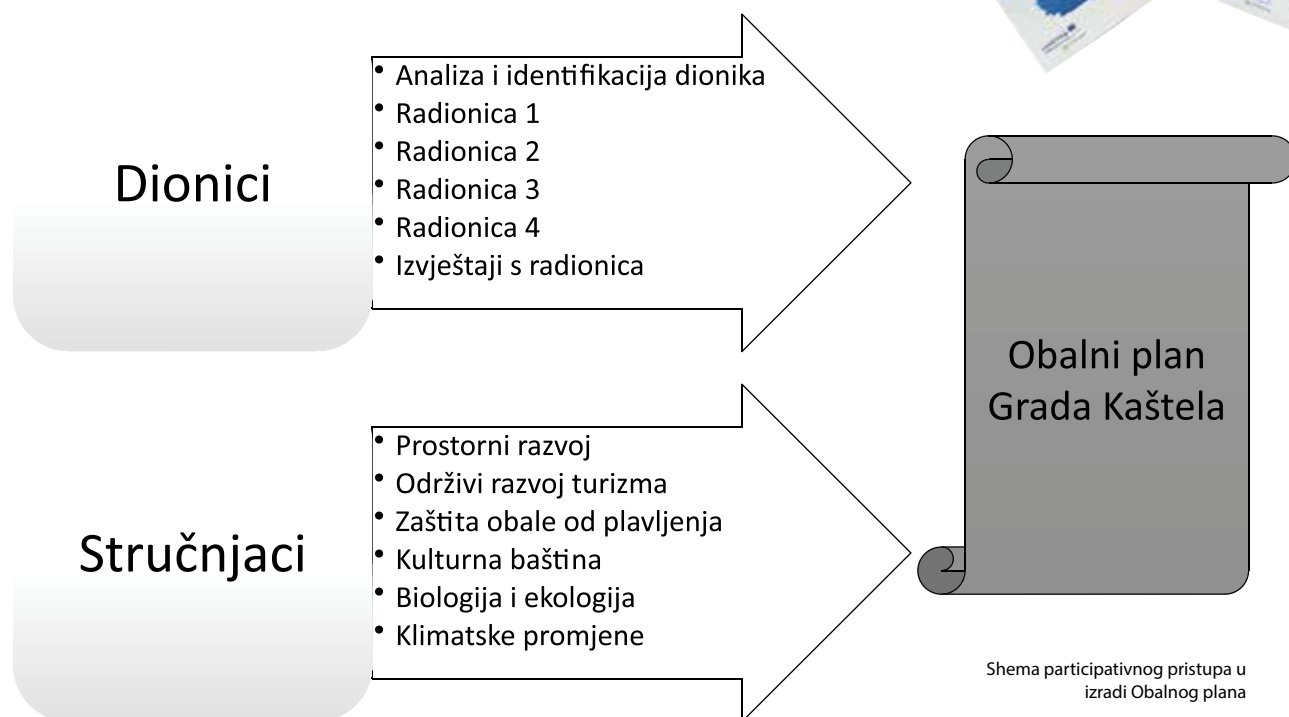 Dionici
• Analiza i identifikacija dionika
• Radionica 1
• Radionica 2
• Radionica 3
• Radionica 4
• Izvještaji s radionica
Stručnjaci
• Prostorni razvoj
• Održivi razvoj turizma
• Zaštita obale od plavljenja
• Kulturna baština
• Biologija i ekologija
• Klimatske promjene
Obalni plan
Grada Kaštela
Shema participativnog pristupa u
izradi Obalnog plana